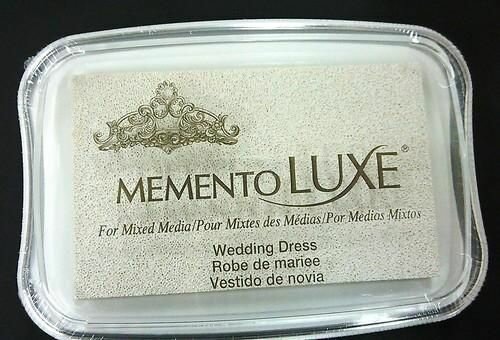 MEMENTO LUXE®
For Mixed Media/Pour Mixtes des Médias/Por Medios Mixtos
Wedding Dress
Robe de mariee
Vestido de novia